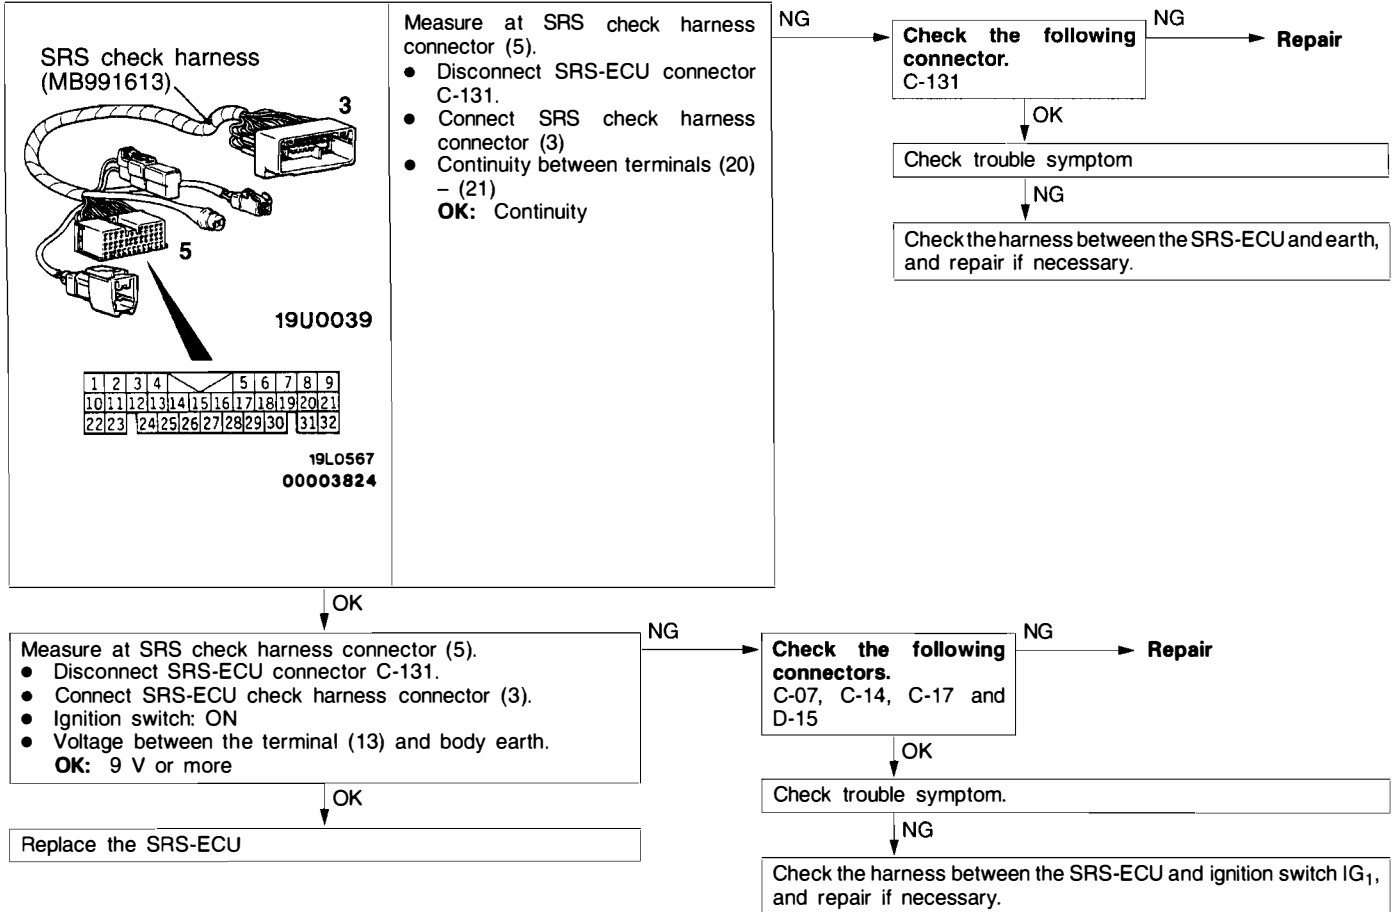 SRS check harness
(MB991613)
3
5
19U0039
1 2 3 4 5 6 7 8 9
10 11 12 13 14 15 16 17 18 19 20 21
22 23 24 25 26 27 28 29 30 31 32
19L0567
00003824
Measure at SRS check harness
connector (5).
● Disconnect SRS-ECU connector
C-131.
● Connect SRS check harness
connector (3)
● Continuity between terminals (20)
– (21)
OK: Continuity
NG
Check the following
connector.
C-131
NG
Repair
OK
Check trouble symptom
NG
Check the harness between the SRS-ECU and earth,
and repair if necessary.
OK
Measure at SRS check harness connector (5).
● Disconnect SRS-ECU connector C-131.
● Connect SRS-ECU check harness connector (3).
● Ignition switch: ON
● Voltage between the terminal (13) and body earth.
OK: 9 V or more
NG
Check the following
connectors.
C-07, C-14, C-17 and
D-15
NG
Repair
OK
Check trouble symptom.
NG
Check the harness between the SRS-ECU and ignition switch IG₁,
and repair if necessary.
OK
Replace the SRS-ECU